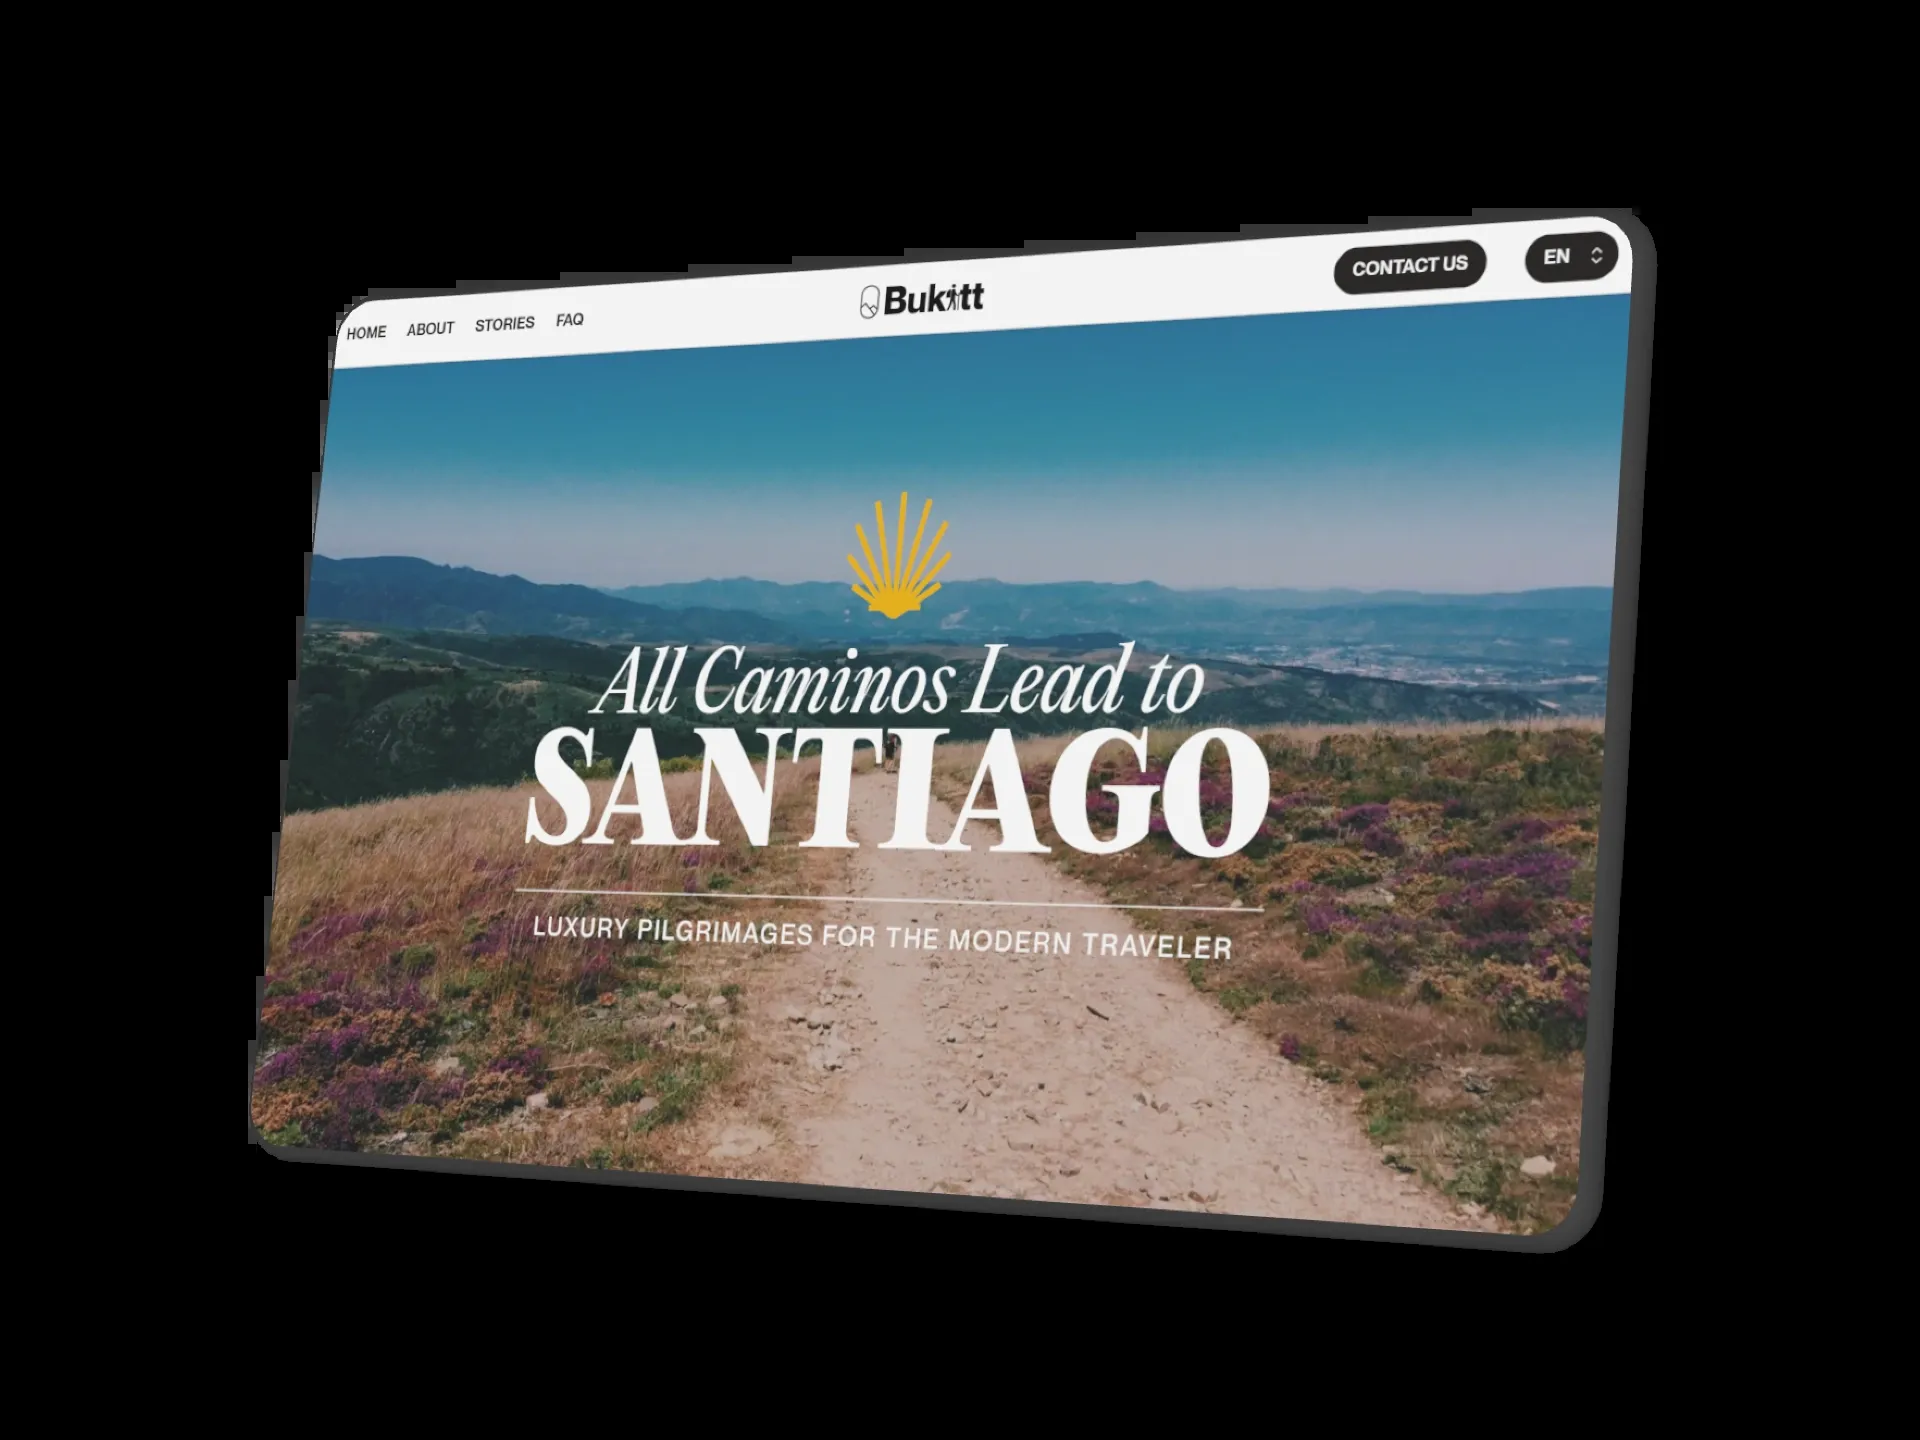 HOME ABOUT STORIES FAQ
Bukitt
CONTACT US
EN
All Caminos Lead to
SANTIAGO
LUXURY PILGRIMAGES FOR THE MODERN TRAVELER